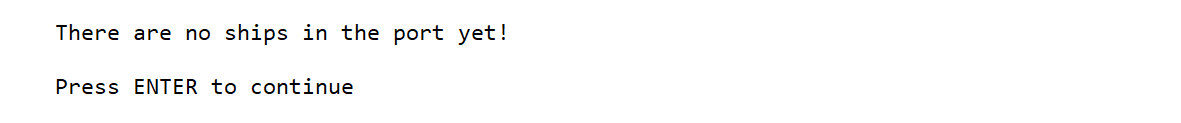 There are no ships in the port yet!
Press ENTER to continue